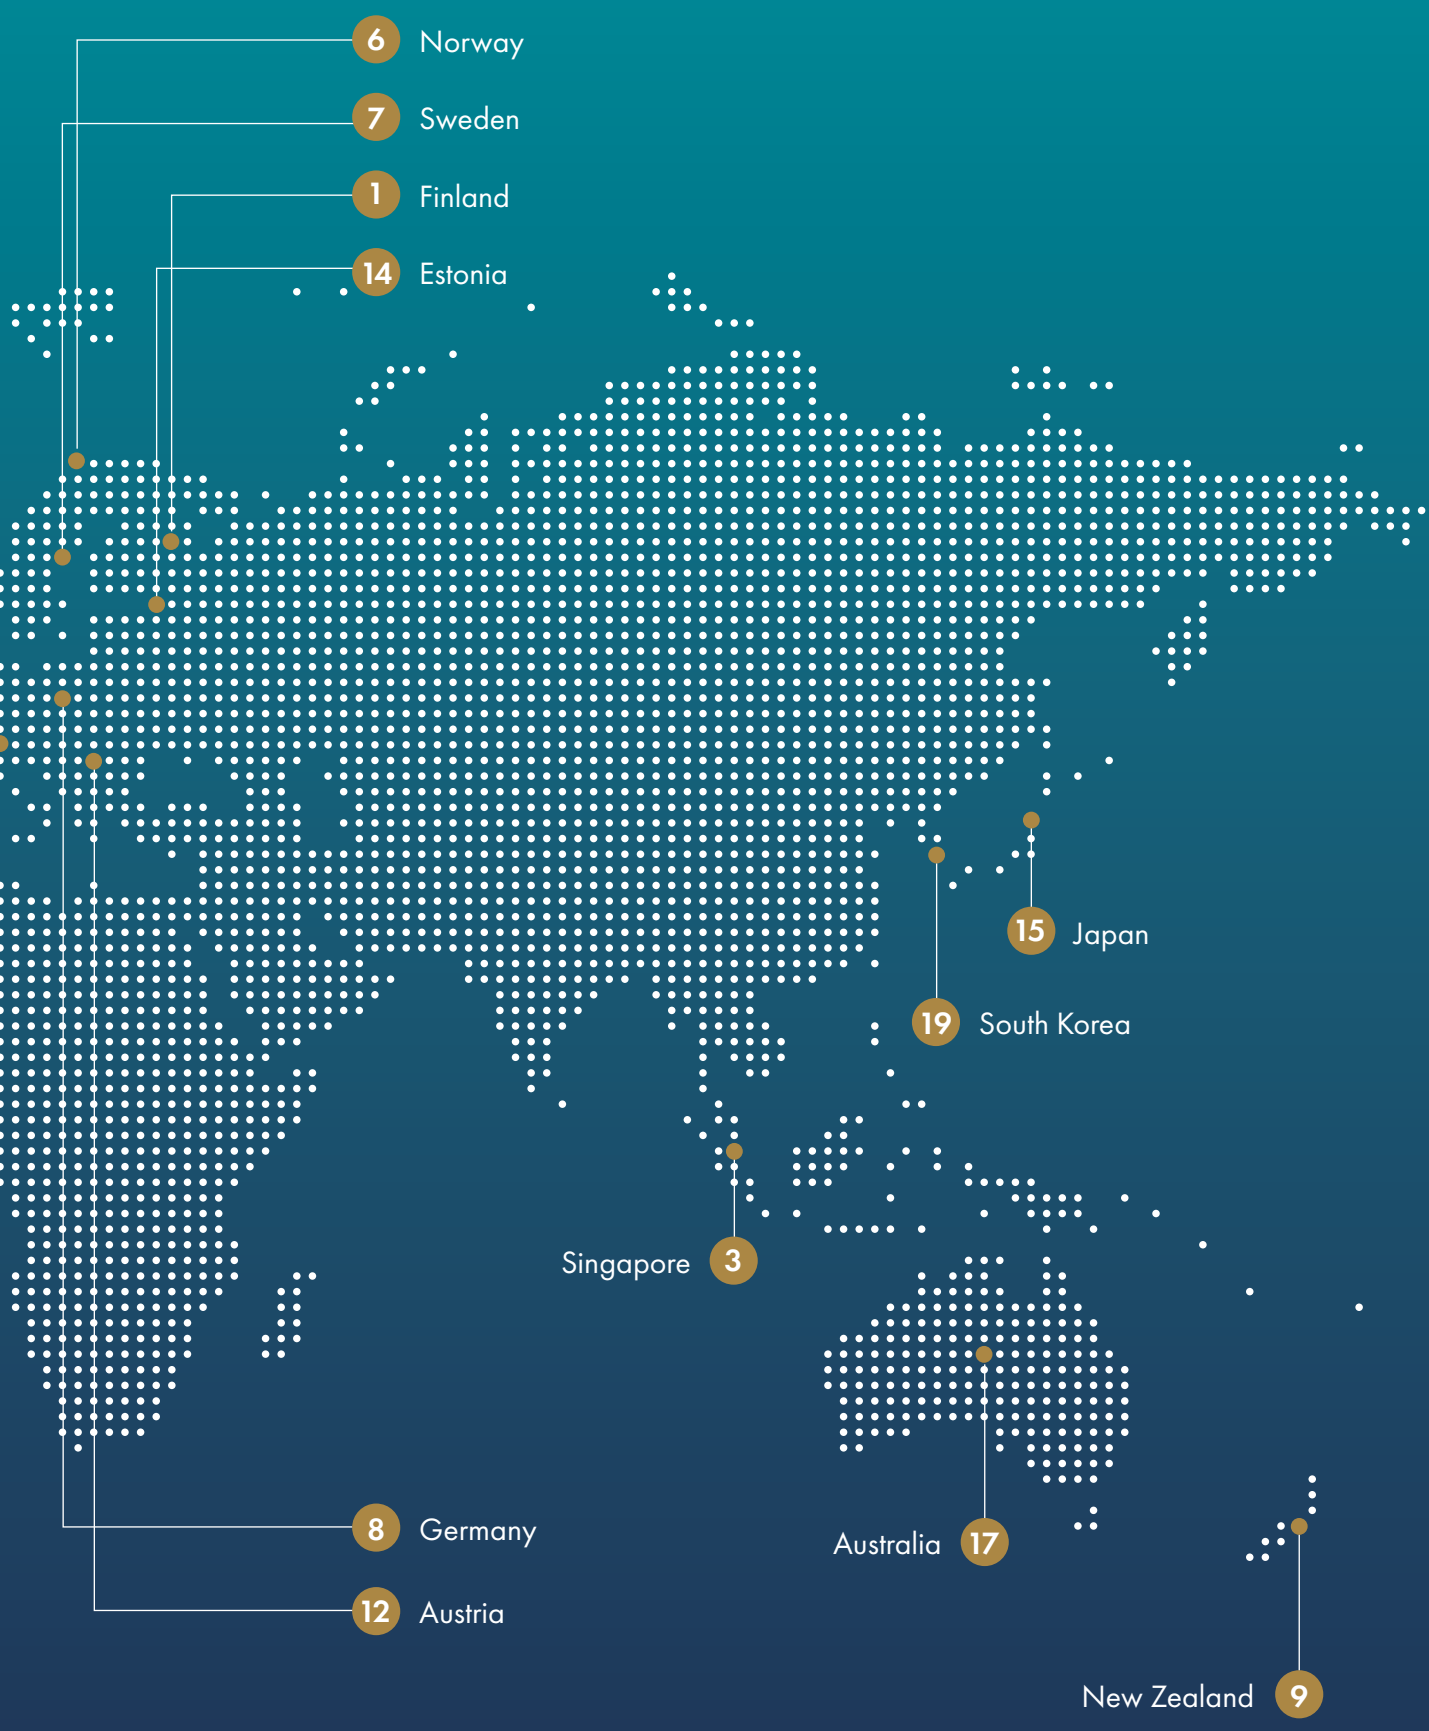 6 Norway
7 Sweden
1 Finland
14 Estonia
15 Japan
19 South Korea
Singapore 3
8 Germany
Australia 17
12 Austria
New Zealand 9